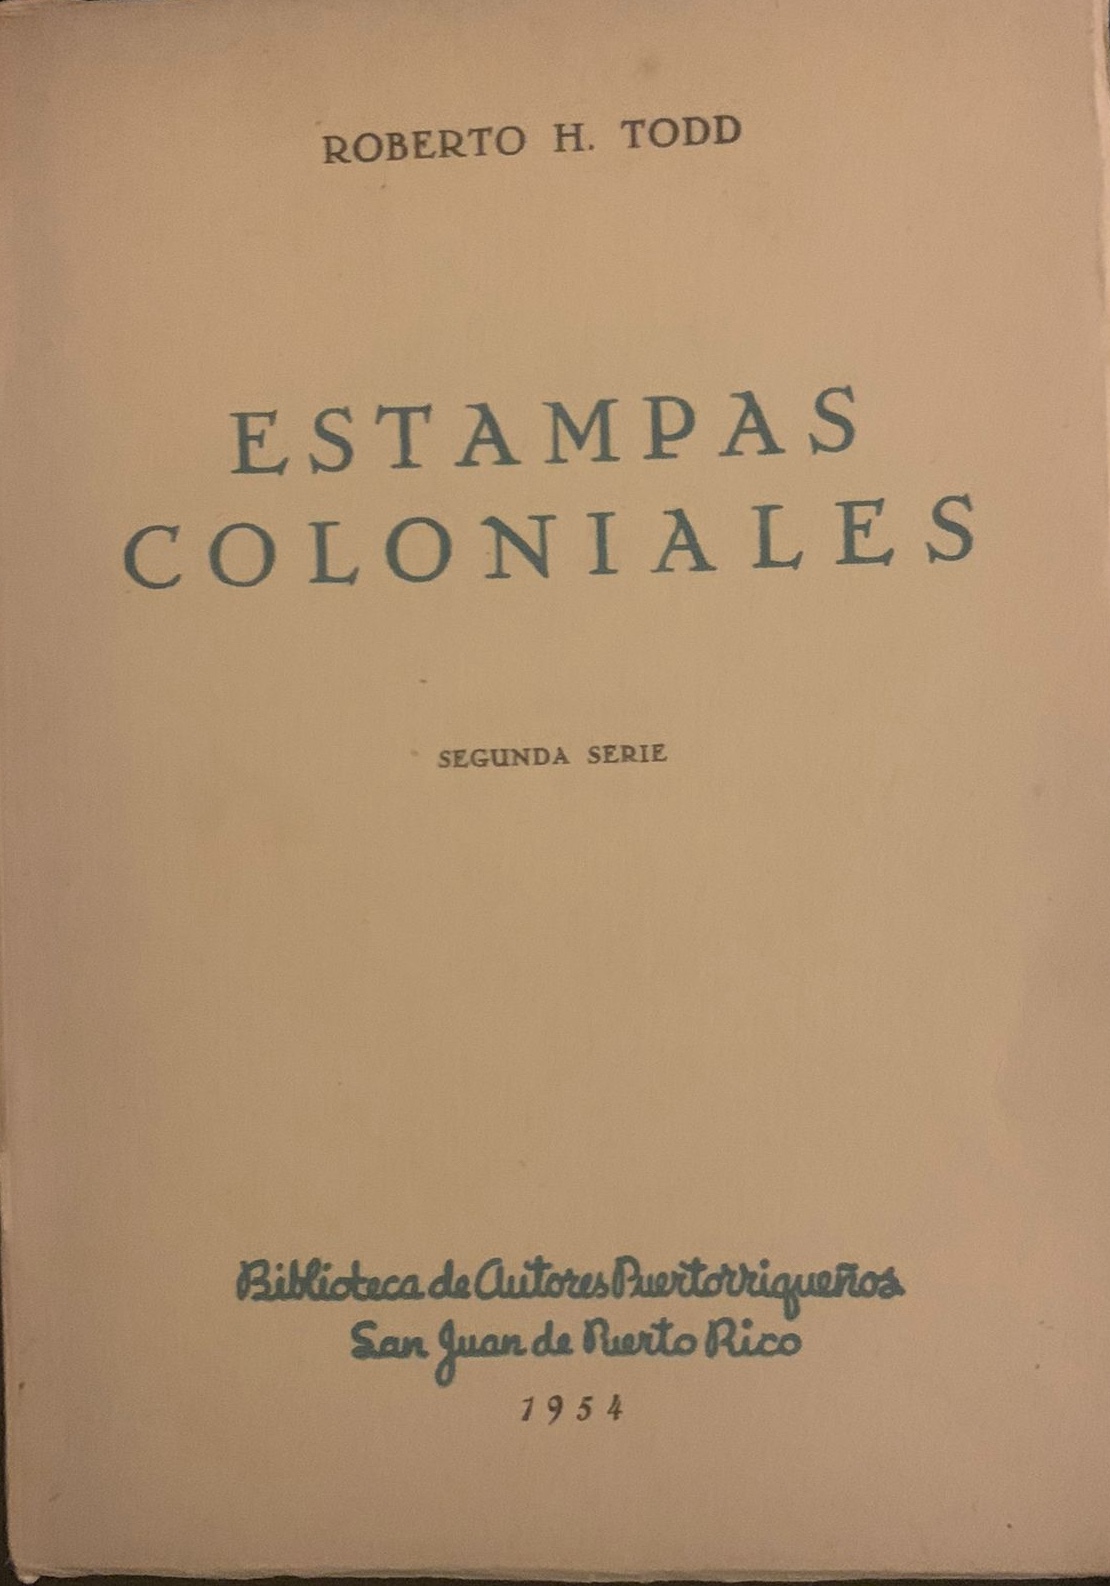 ROBERTO H. TODD
ESTAMPAS
COLONIALES
SEGUNDA SERIE
Biblioteca de Autores Puertorriqueños
San Juan de Puerto Rico
1954